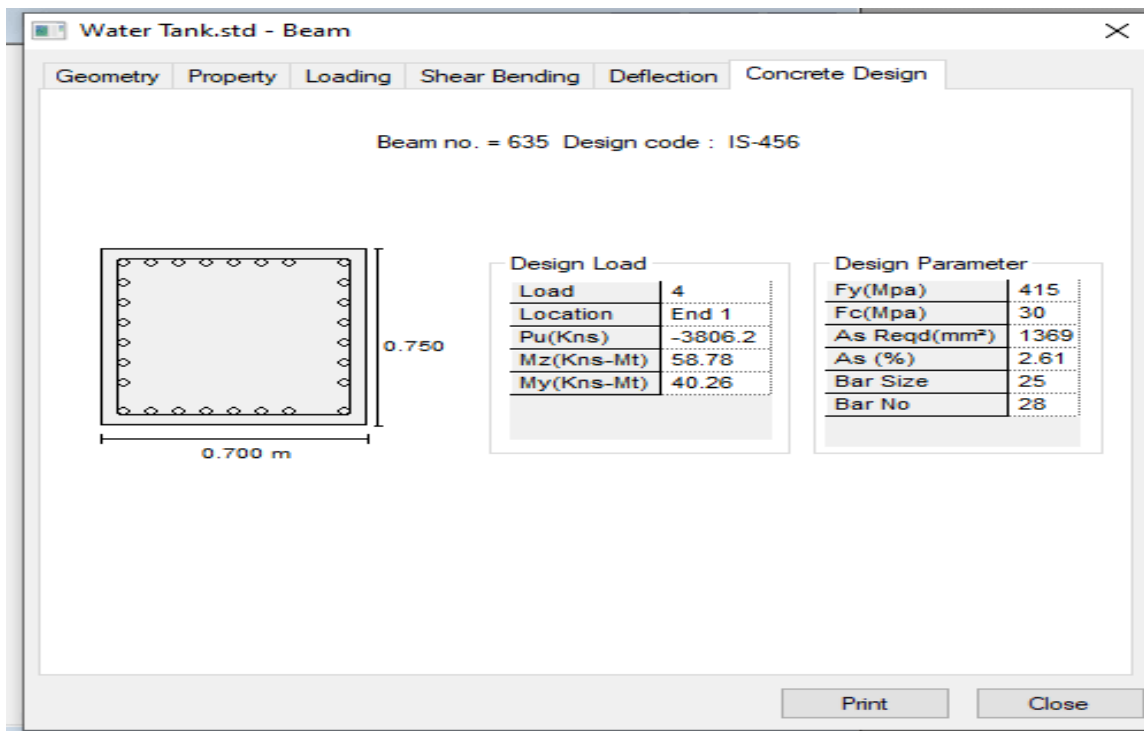 Water Tank.std - Beam
Geometry Property Loading Shear Bending Deflection Concrete Design
Beam no. = 635 Design code : IS-456
0.750
0.700 m
Design Load
Load 4
Location End 1
Pu(Kns) -3806.2
Mz(Kns-Mt) 58.78
My(Kns-Mt) 40.26
Design Parameter
Fy(Mpa) 415
Fc(Mpa) 30
As Reqd(mm²) 1369
As (%) 2.61
Bar Size 25
Bar No 28
Print Close